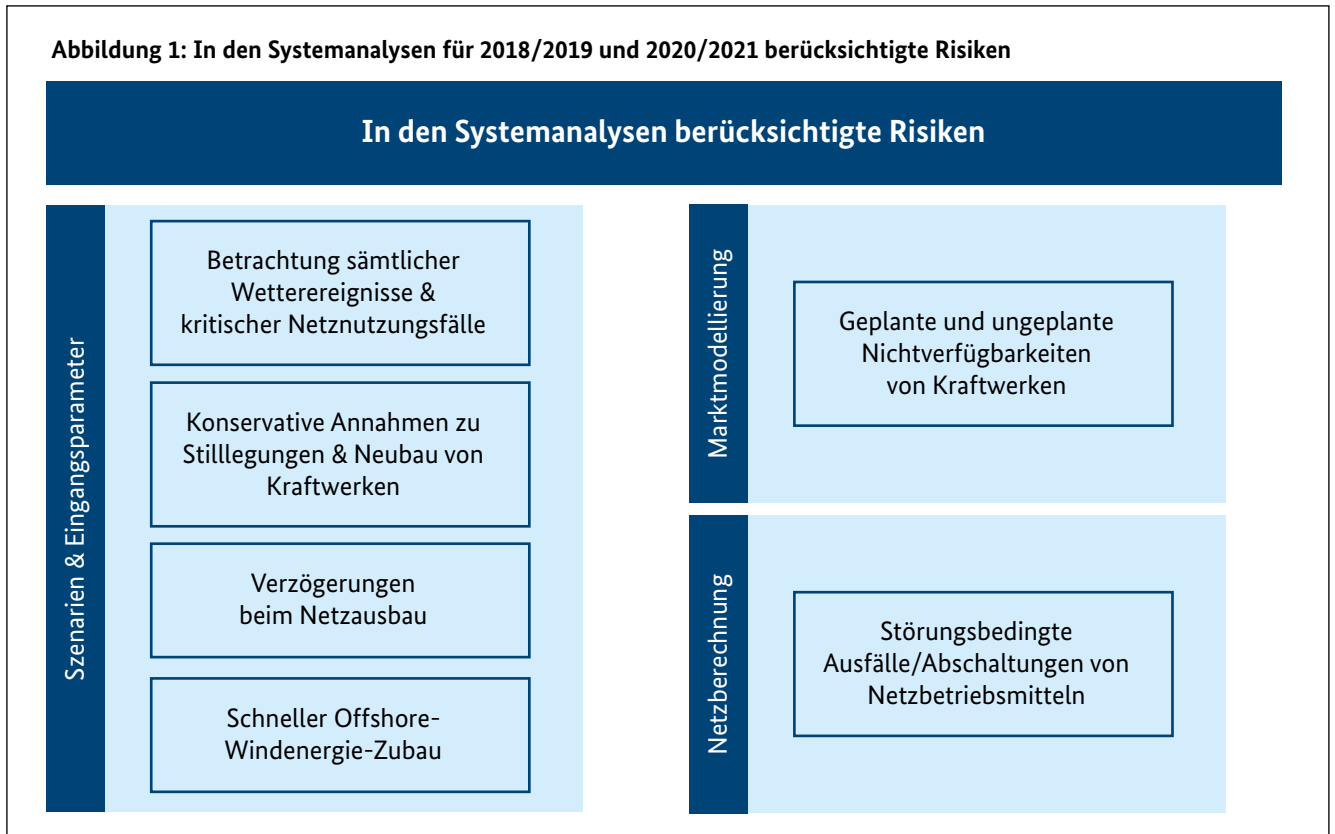 Abbildung 1: In den Systemanalysen für 2018/2019 und 2020/2021 berücksichtigte Risiken
In den Systemanalysen berücksichtigte Risiken
Szenarien & Eingangsparameter
Betrachtung sämtlicher
Wetterereignisse &
kritischer Netznutzungsfälle
Konservative Annahmen zu
Stilllegungen & Neubau von
Kraftwerken
Verzögerungen
beim Netzausbau
Schneller Offshore-
Windenergie-Zubau
Marktmodellierung
Geplante und ungeplante
Nichtverfügbarkeiten
von Kraftwerken
Netzberechnung
Störungsbedingte
Ausfälle/Abschaltungen von
Netzbetriebsmitteln